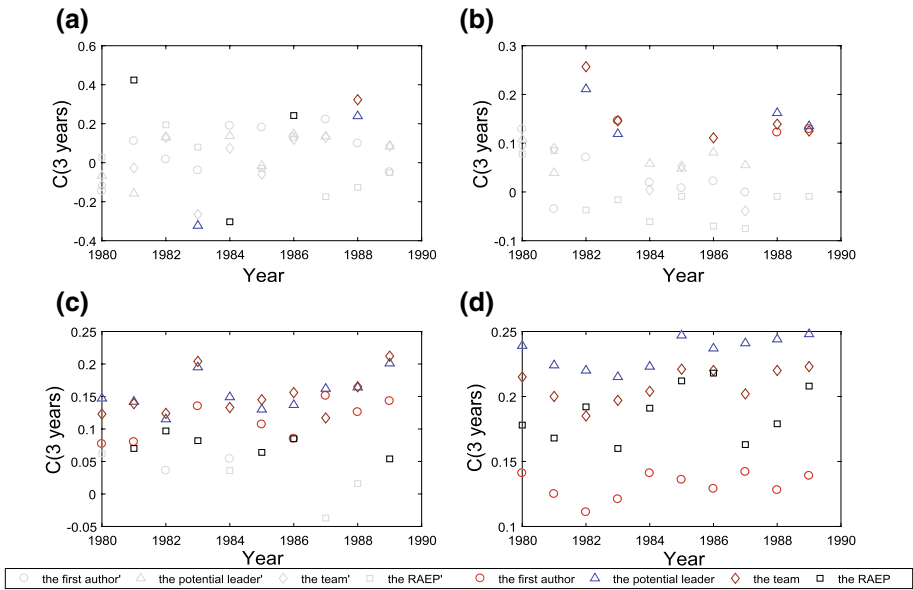 (a)
(b)
0.6
0.4
0.2
0
-0.2
-0.4
C(3 years)
1980 1982 1984 1986 1988 1990
Year
0.3
0.2
0.1
0
-0.1
C(3 years)
1980 1982 1984 1986 1988 1990
Year
(c)
(d)
0.25
0.2
0.15
0.1
0.05
0
-0.05
C(3 years)
1980 1982 1984 1986 1988 1990
Year
0.25
0.2
0.15
0.1
C(3 years)
1980 1982 1984 1986 1988 1990
Year
the first author' the potential leader' the team' the RAEP' the first author the potential leader the team the RAEP